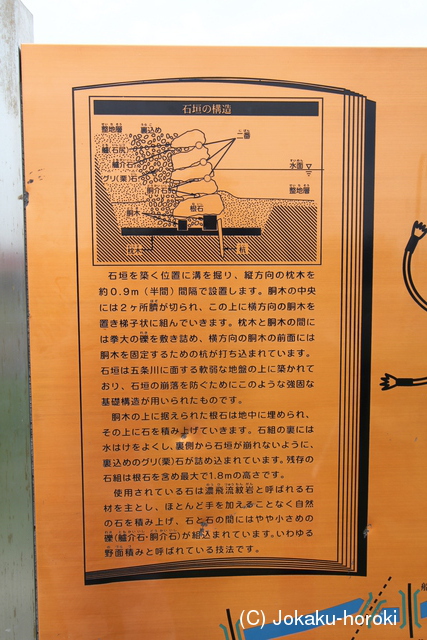 石垣の構造
整地層
裏込め
二番
艫(石尻)
艫介石
グリ(栗)石
胴介石
水面
整地層
根石
胴木
枕木
杭
石垣を築く位置に溝を掘り、縦方向の枕木を
約0.9m(半間)間隔で設置します。胴木の中央
には2ヶ所臍が切られ、この上に横方向の胴木を
置き梯子状に組んでいきます。枕木と胴木の間に
は拳大の礫を敷き詰め、横方向の胴木の前面には
胴木を固定するための杭が打ち込まれています。
石垣は五条川に面する軟弱な地盤の上に築かれて
おり、石垣の崩落を防ぐためにこのような強固な
基礎構造が用いられたものです。
胴木の上に据えられた根石は地中に埋められ、
その上に石を積み上げていきます。石組の裏には
水はけをよくし、裏側から石垣が崩れないように、
裏込めのグリ(栗)石が詰め込まれています。残存の
石組は根石を含め最大で1.8mの高さです。
使用されている石は濃飛流紋岩と呼ばれる石
材を主とし、ほとんど手を加えることなく自然
の石を積み上げ、石と石の間にはやや小さめの
礫(艫介石・胴介石)が組込まれています。いわゆる
野面積みと呼ばれている技法です。
(C) Jokaku-horoki